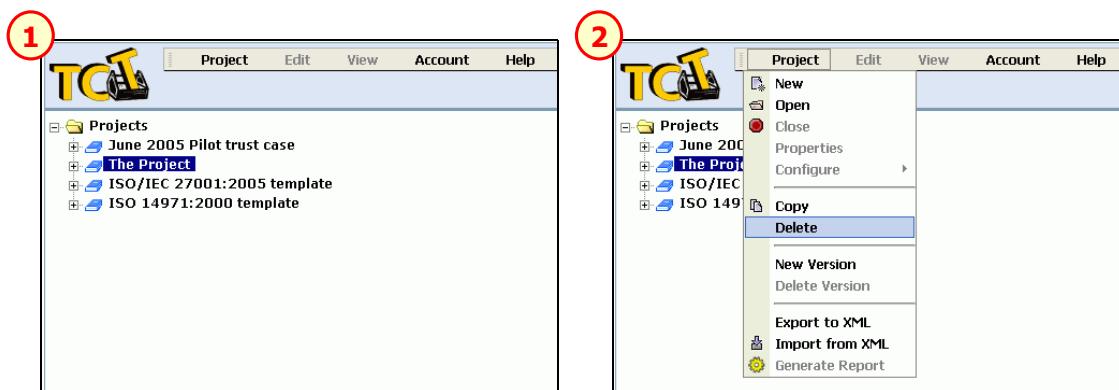 1
TCT
Project Edit View Account Help
Projects
June 2005 Pilot trust case
The Project
ISO/IEC 27001:2005 template
ISO 14971:2000 template
2
TCT
Project Edit View Account Help
Projects
June 200
The Proje
ISO/IEC
ISO 149
New
Open
Close
Properties
Configure
Copy
Delete
New Version
Delete Version
Export to XML
Import from XML
Generate Report